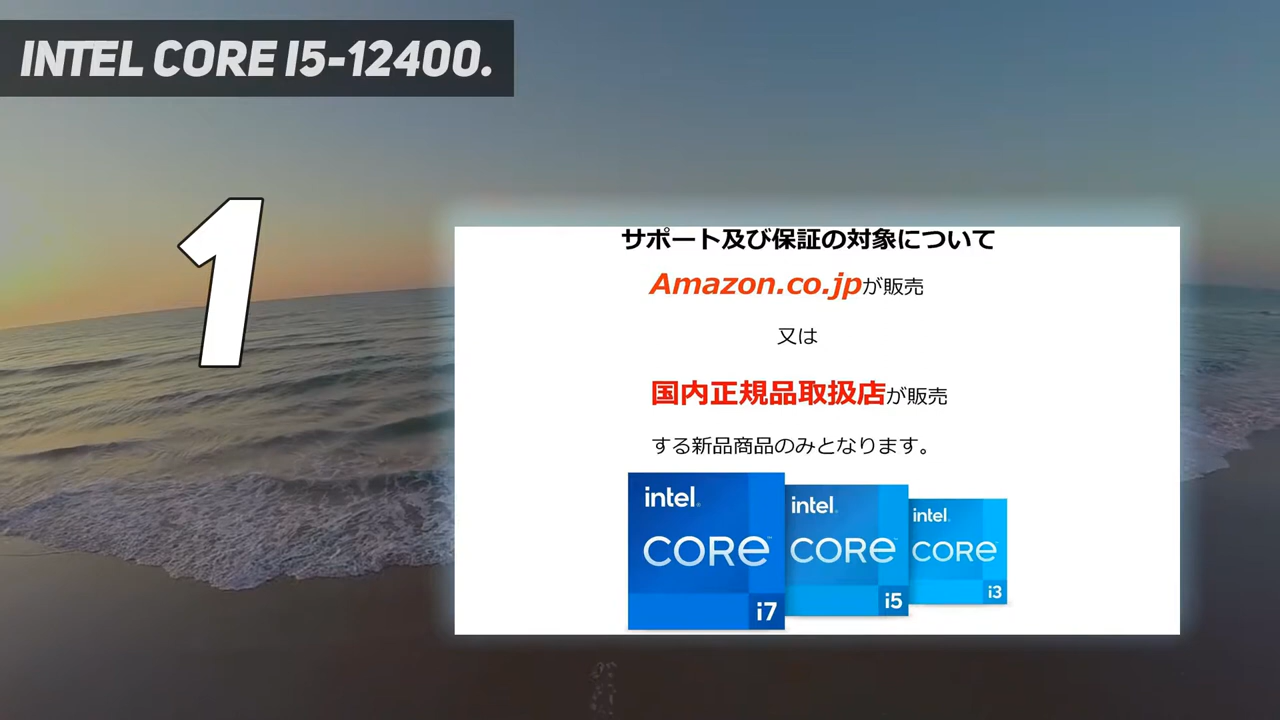 INTEL CORE I5-12400.
1
サポート及び保証の対象について
Amazon.co.jpが販売
又は
国内正規品取扱店が販売
する新品商品のみとなります。
intel. intel. intel.
CORE™ CORE™ CORE™
i7 i5 i3